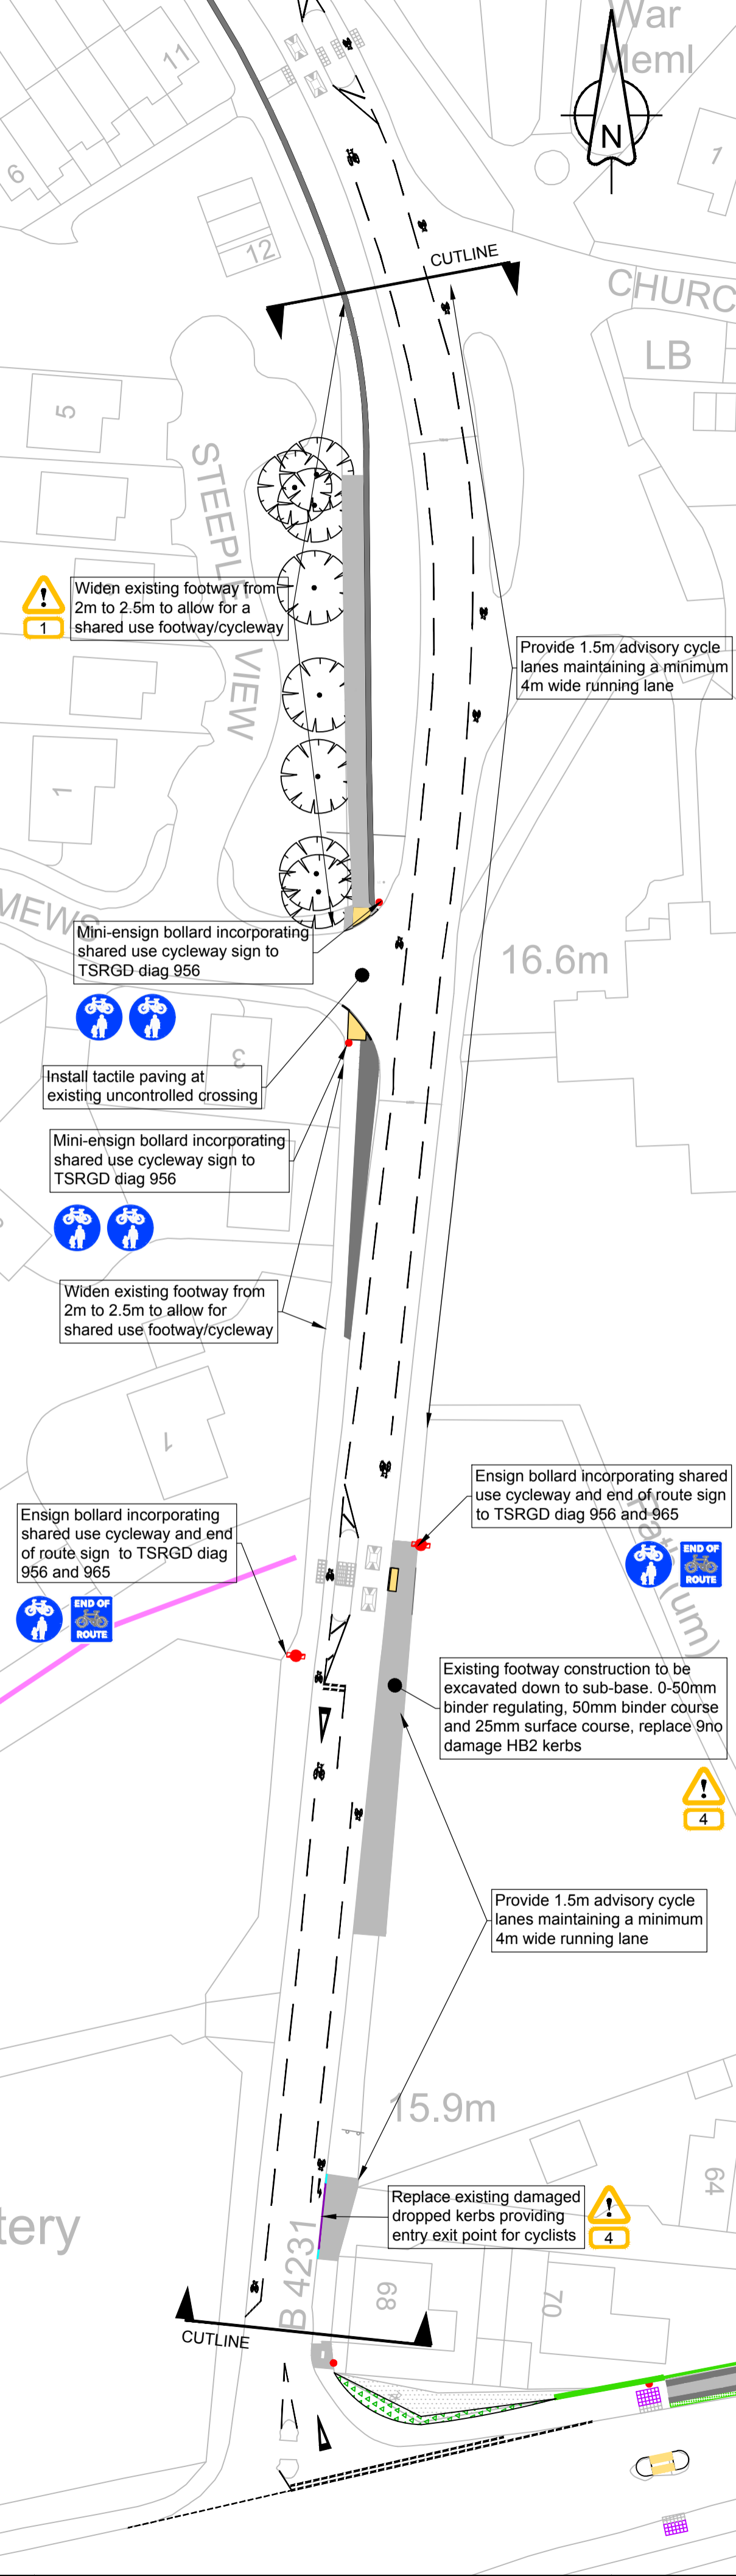 War
Meml
11
6
N
1
12
CUTLINE
CHURC
LB
5
STEEPLE
VIEW
Widen existing footway from
2m to 2.5m to allow for a
shared use footway/cycleway
1
Provide 1.5m advisory cycle
lanes maintaining a minimum
4m wide running lane
1
MEWS
Mini-ensign bollard incorporating
shared use cycleway sign to
TSRGD diag 956
16.6m
3
Install tactile paving at
existing uncontrolled crossing
Mini-ensign bollard incorporating
shared use cycleway sign to
TSRGD diag 956
Widen existing footway from
2m to 2.5m to allow for
shared use footway/cycleway
1
Ensign bollard incorporating shared
use cycleway and end of route sign
to TSRGD diag 956 and 965
END OF
ROUTE
Path (um)
Ensign bollard incorporating
shared use cycleway and end
of route sign to TSRGD diag
956 and 965
END OF
ROUTE
Existing footway construction to be
excavated down to sub-base. 0-50mm
binder regulating, 50mm binder course
and 25mm surface course, replace 9no
damage HB2 kerbs
4
Provide 1.5m advisory cycle
lanes maintaining a minimum
4m wide running lane
15.9m
64
tery
Replace existing damaged
dropped kerbs providing
entry exit point for cyclists
4
B 4231
68
70
CUTLINE